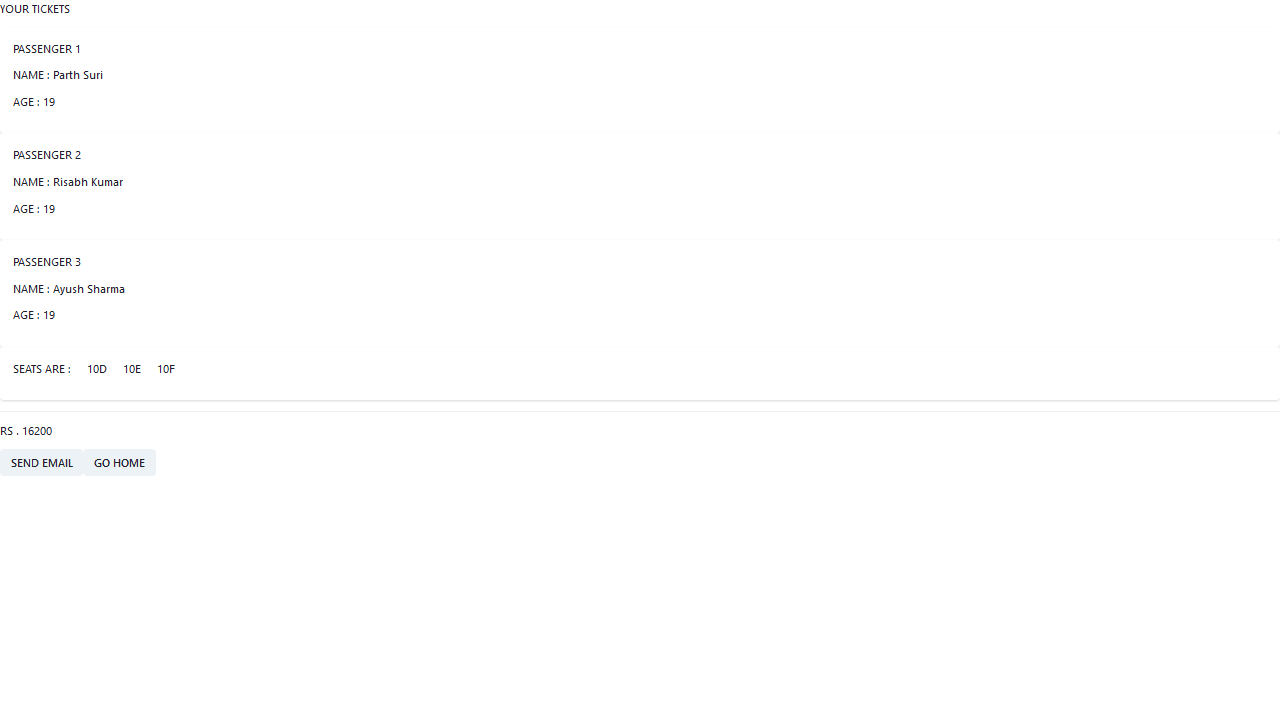 YOUR TICKETS
PASSENGER 1
NAME : Parth Suri
AGE : 19
PASSENGER 2
NAME : Risabh Kumar
AGE : 19
PASSENGER 3
NAME : Ayush Sharma
AGE : 19
SEATS ARE : 10D 10E 10F
RS . 16200
SEND EMAIL GO HOME